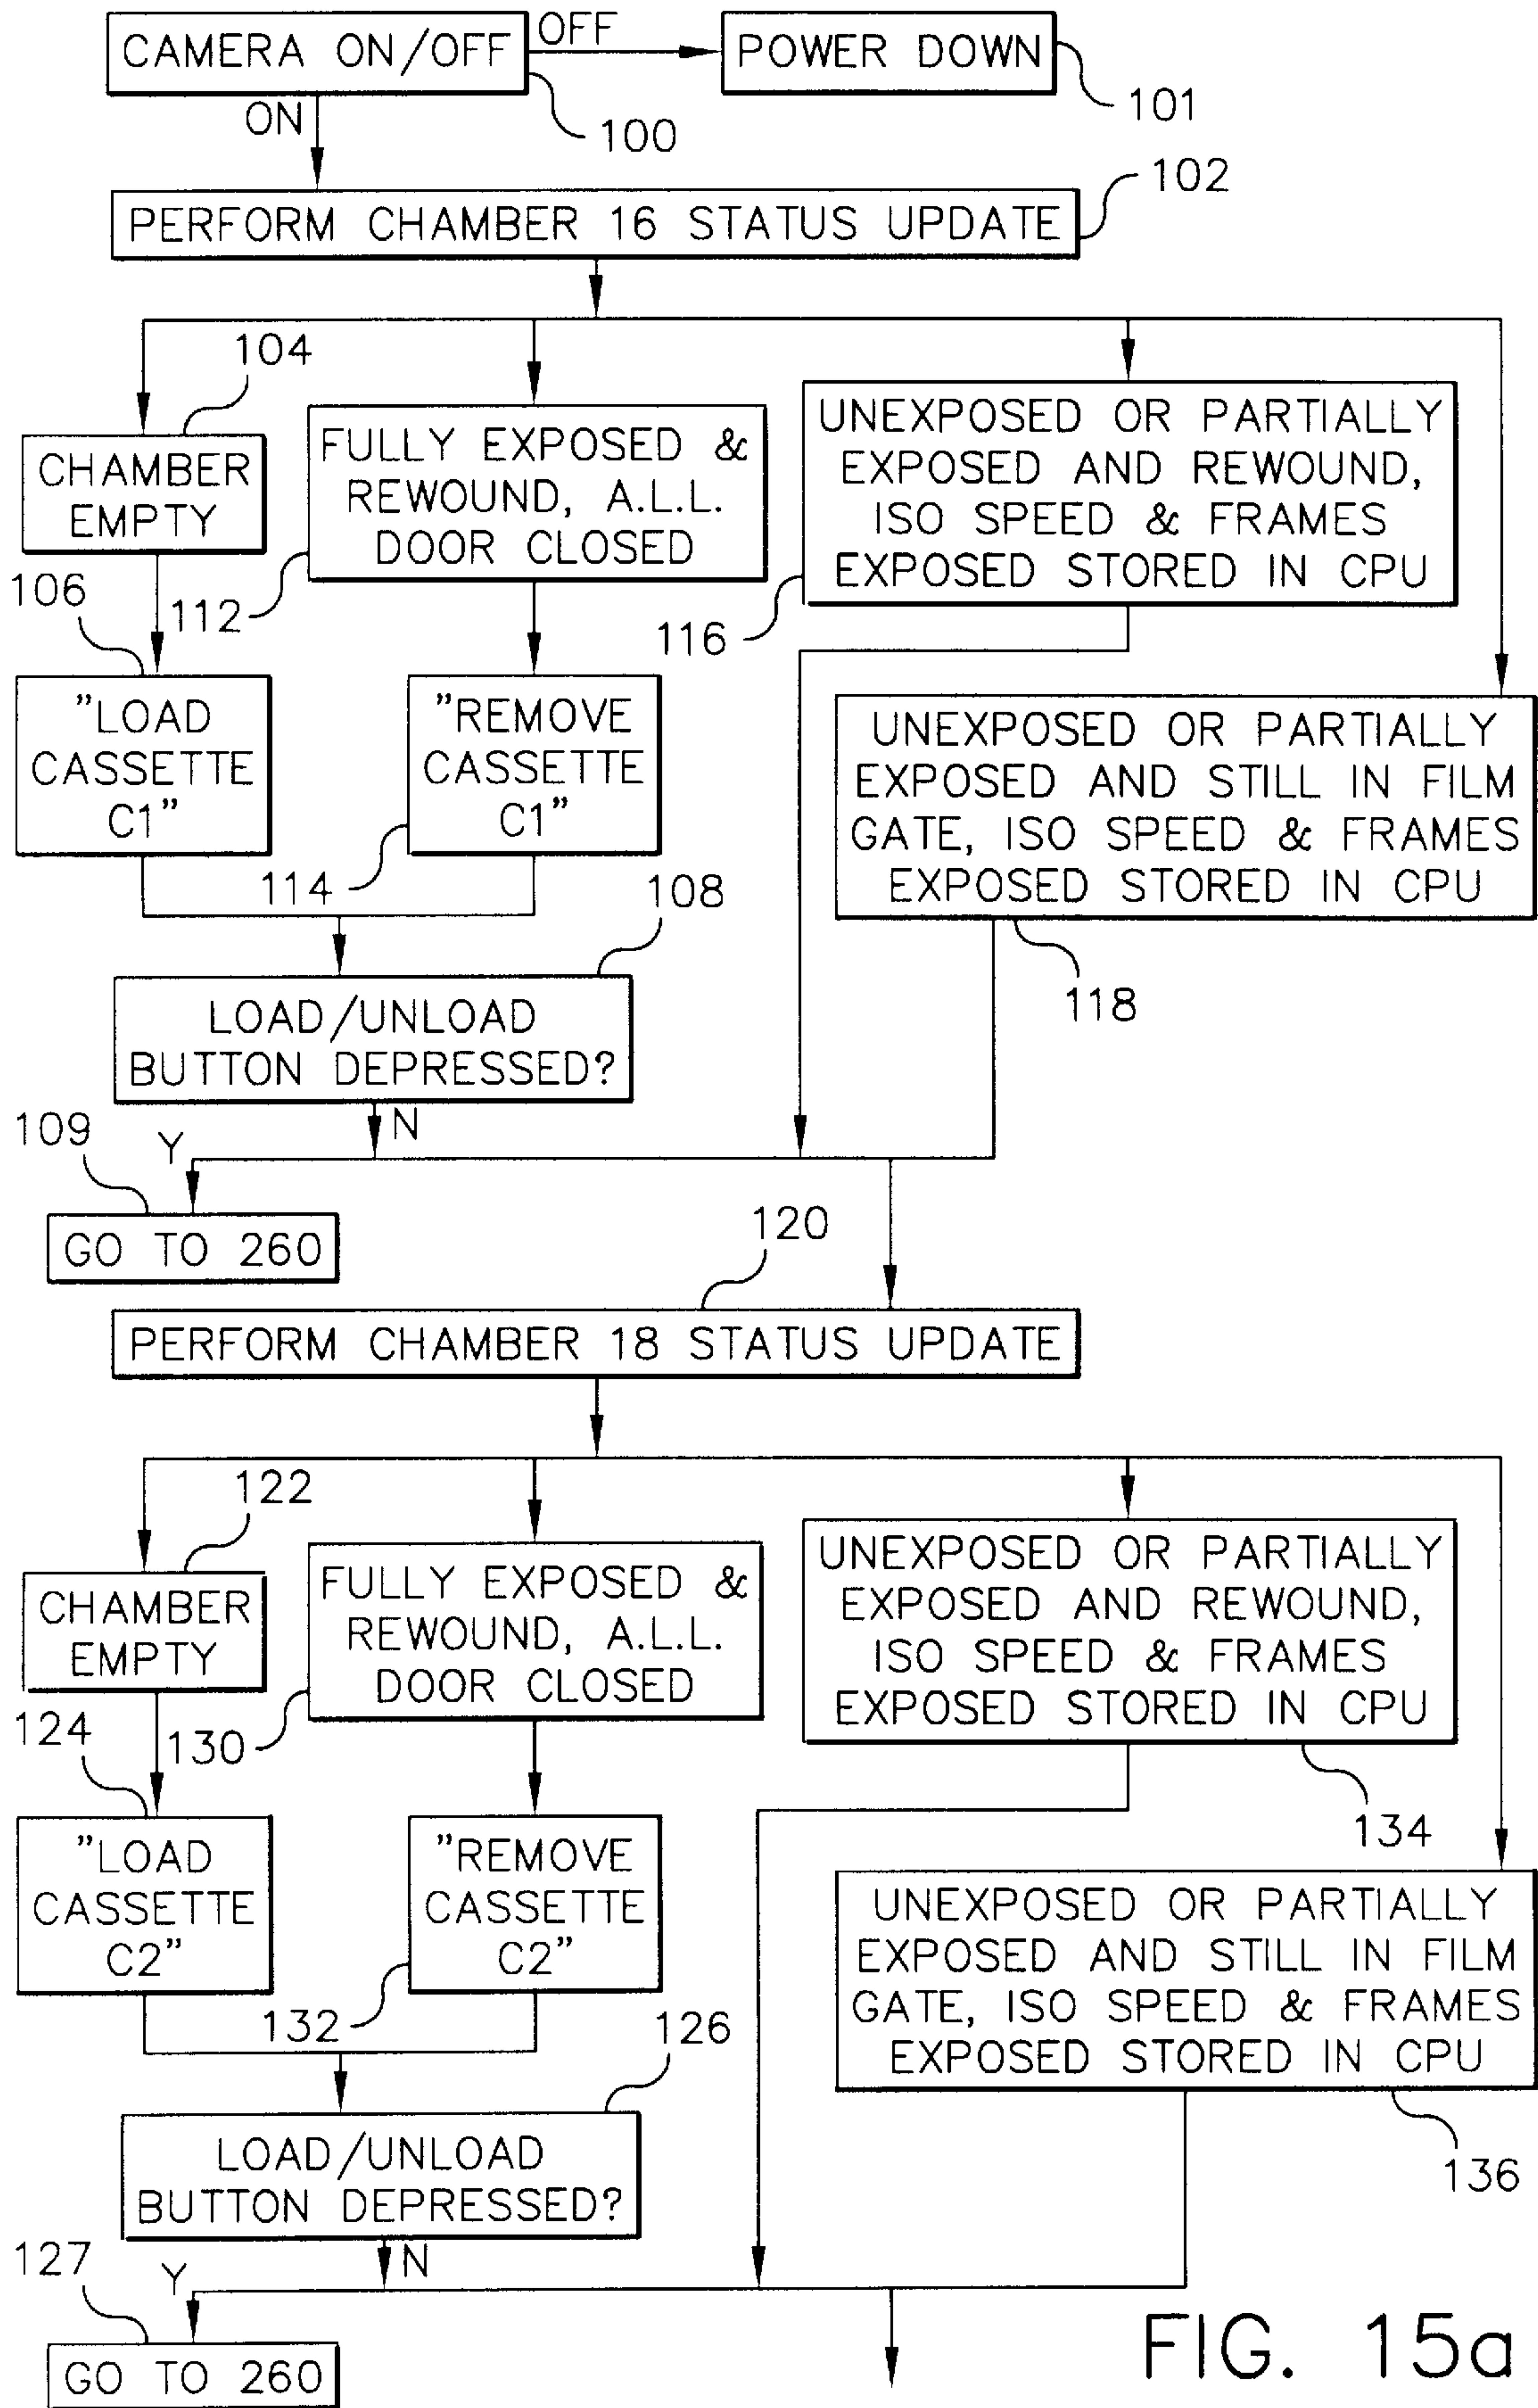 CAMERA ON/OFF
OFF
POWER DOWN
101
ON
100
102
PERFORM CHAMBER 16 STATUS UPDATE
104
CHAMBER
EMPTY
FULLY EXPOSED &
REWOUND, A.L.L.
DOOR CLOSED
UNEXPOSED OR PARTIALLY
EXPOSED AND REWOUND,
ISO SPEED & FRAMES
EXPOSED STORED IN CPU
106
112
116
"LOAD
CASSETTE
C1"
"REMOVE
CASSETTE
C1"
UNEXPOSED OR PARTIALLY
EXPOSED AND STILL IN FILM
GATE, ISO SPEED & FRAMES
EXPOSED STORED IN CPU
114
108
118
LOAD/UNLOAD
BUTTON DEPRESSED?
109
Y
N
GO TO 260
120
PERFORM CHAMBER 18 STATUS UPDATE
122
CHAMBER
EMPTY
FULLY EXPOSED &
REWOUND, A.L.L.
DOOR CLOSED
UNEXPOSED OR PARTIALLY
EXPOSED AND REWOUND,
ISO SPEED & FRAMES
EXPOSED STORED IN CPU
124
130
134
"LOAD
CASSETTE
C2"
"REMOVE
CASSETTE
C2"
UNEXPOSED OR PARTIALLY
EXPOSED AND STILL IN FILM
GATE, ISO SPEED & FRAMES
EXPOSED STORED IN CPU
132
126
136
LOAD/UNLOAD
BUTTON DEPRESSED?
127
Y
N
GO TO 260
FIG. 15a